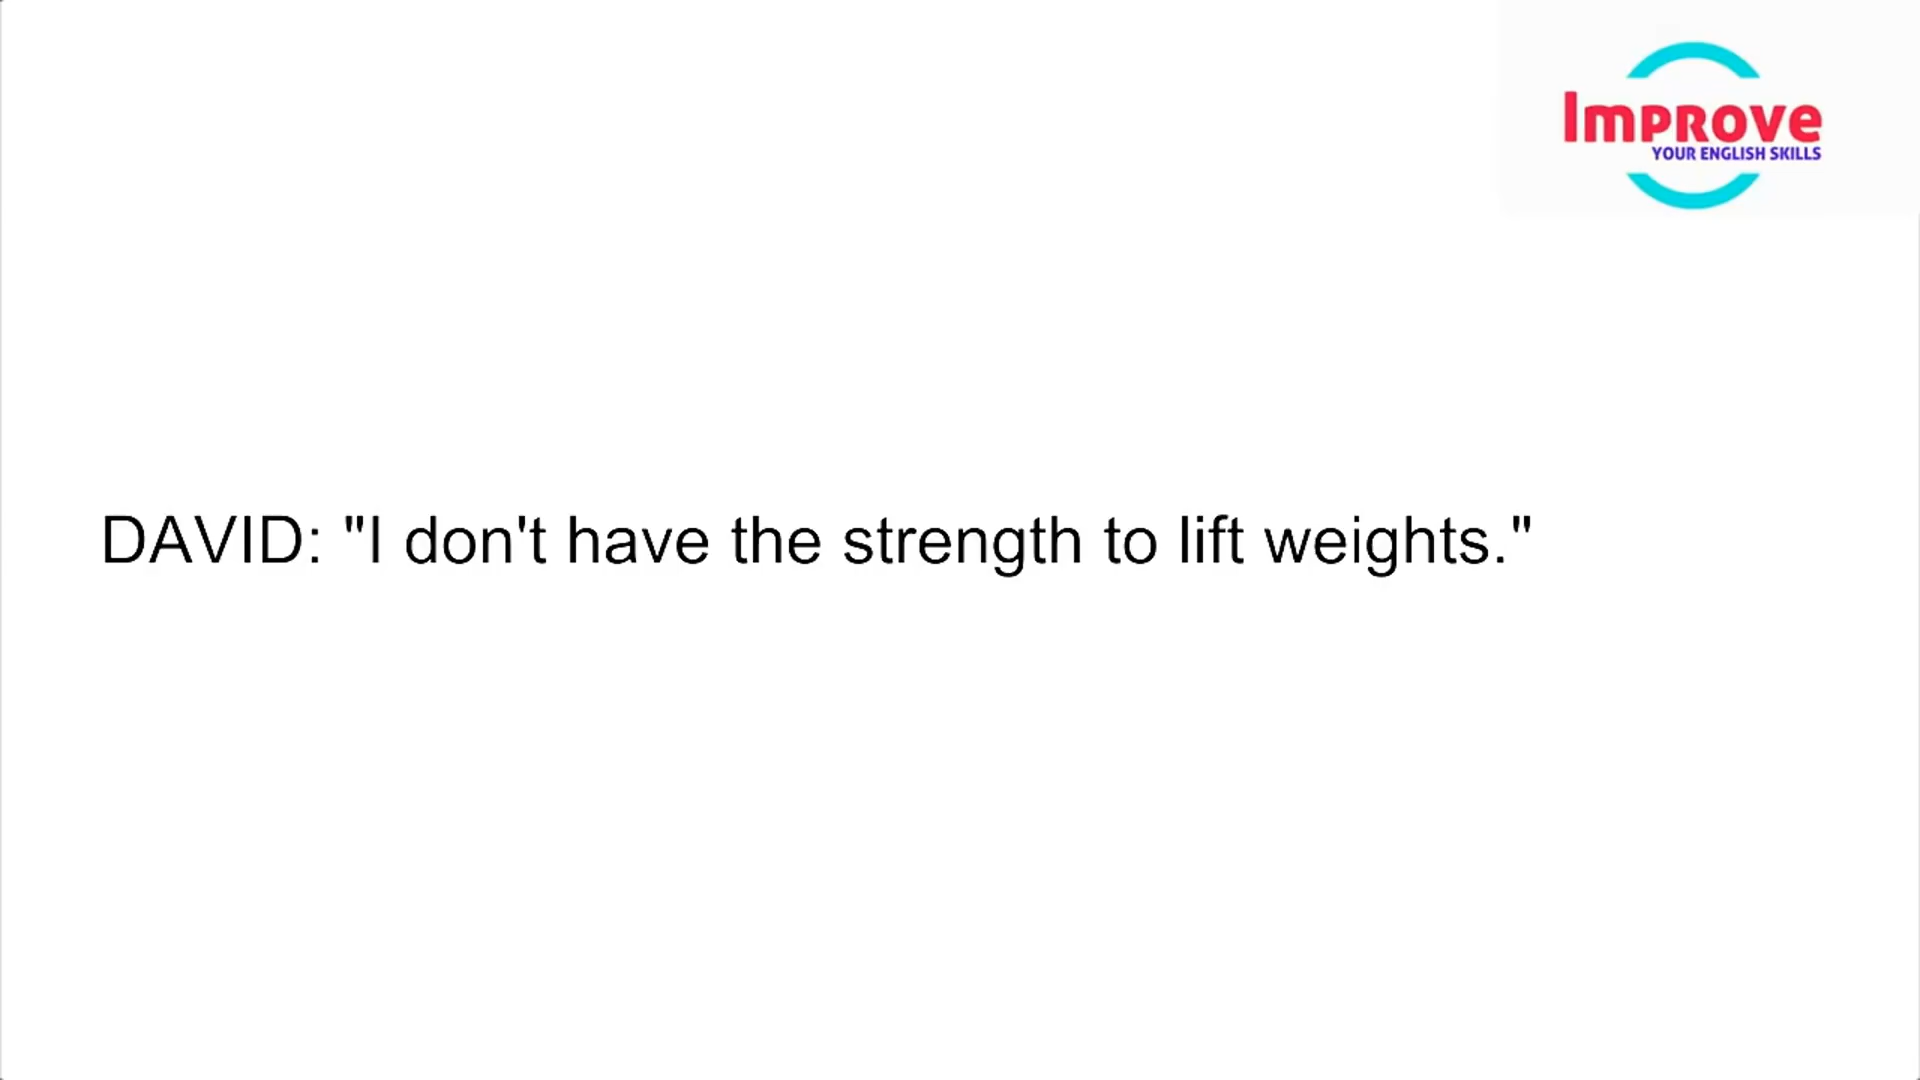 Improve
YOUR ENGLISH SKILLS
DAVID: "I don't have the strength to lift weights."